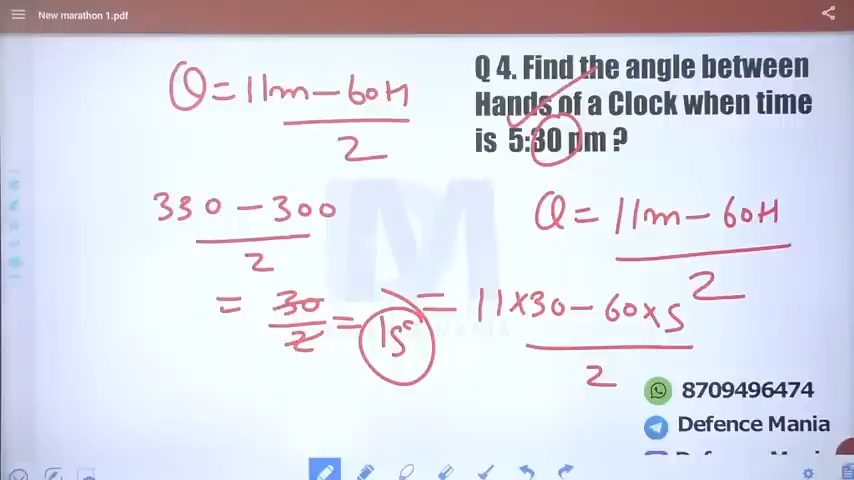 New marathon 1.pdf
Q 4. Find the angle between
Hands of a Clock when time
is 5:30 pm ?
θ = 11m - 60H
2
330 - 300
2
= 30
2
= 15°
θ = 11m - 60H
2
= 11×30 - 60×5
2
8709496474
Defence Mania